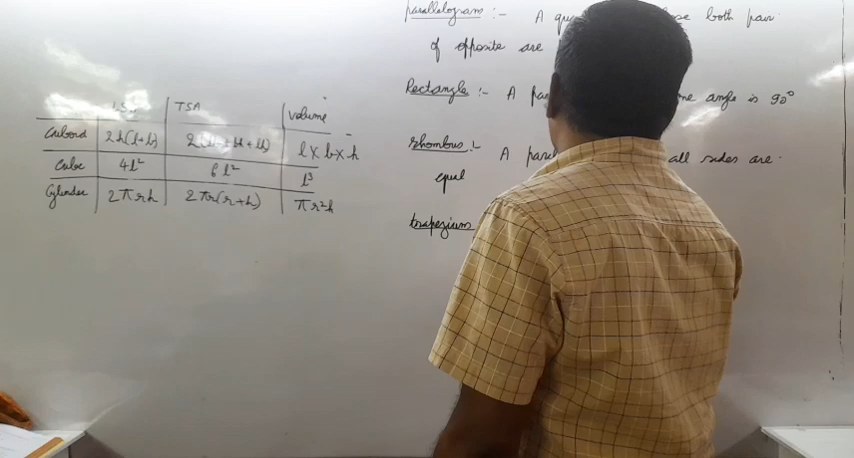 LSA TSA volume
Cuboid 2h(l+b) l×b×h
Cube 4l² 6l² l³
Cylinder 2πrh 2πr(r+h) πr²h
parallelogram :- A both pair
of opposite are
Rectangle :- A angle is 90°
rhombus :- A all sides are
equal
trapezium